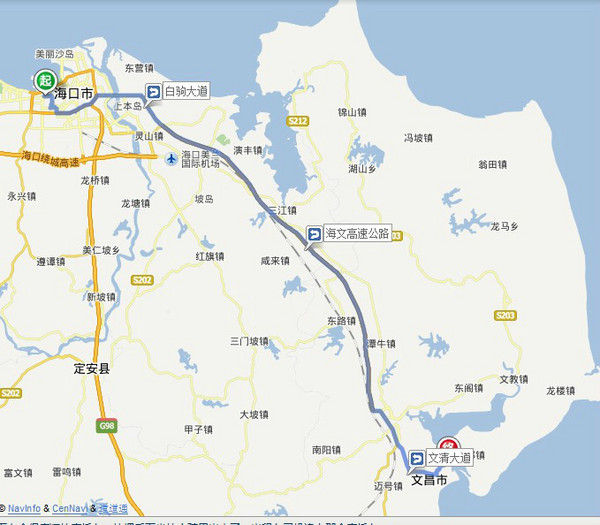 美丽沙岛
东营镇
起
海口市
白驹大道
上本岛
锦山镇
S212
冯坡镇
灵山镇
演丰镇
海口绕城高速
海口美兰
国际机场
湖山乡
翁田镇
龙桥镇
永兴镇
龙塘镇
坡岛
三江镇
龙马乡
海文高速公路
美仁坡乡
遵谭镇
红旗镇
咸来镇
S202
新坡镇
东路镇
S203
三门坡镇
潭牛镇
定安县
东阁镇
文教镇
龙楼镇
S202
大坡镇
G98
甲子镇
南阳镇
文清大道
富文镇
雷鸣镇
迈号镇
文昌市
© NavInfo & CenNavi & 道道通